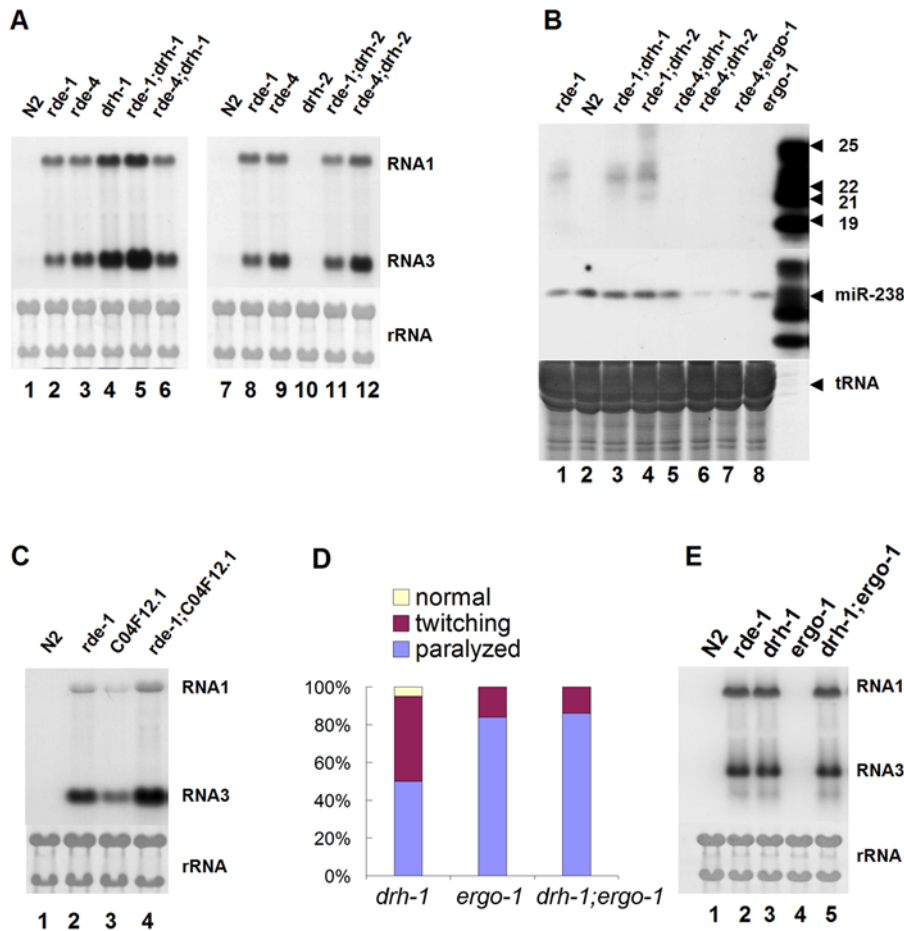 A
N2
rde-1
rde-4
drh-1
rde-1;drh-1
rde-4;drh-1
N2
rde-1
rde-4
drh-2
rde-1;drh-2
rde-4;drh-2
RNA1
RNA3
rRNA
1 2 3 4 5 6 7 8 9 10 11 12
B
rde-1
N2
rde-1;drh-1
rde-1;drh-2
rde-4;drh-1
rde-4;drh-2
rde-4;ergo-1
ergo-1
25
22
21
19
miR-238
tRNA
1 2 3 4 5 6 7 8
C
N2
rde-1
C04F12.1
rde-1;C04F12.1
RNA1
RNA3
rRNA
1 2 3 4
D
normal
twitching
paralyzed
100%
80%
60%
40%
20%
0%
drh-1 ergo-1 drh-1;ergo-1
E
N2
rde-1
drh-1
ergo-1
drh-1;ergo-1
RNA1
RNA3
rRNA
1 2 3 4 5